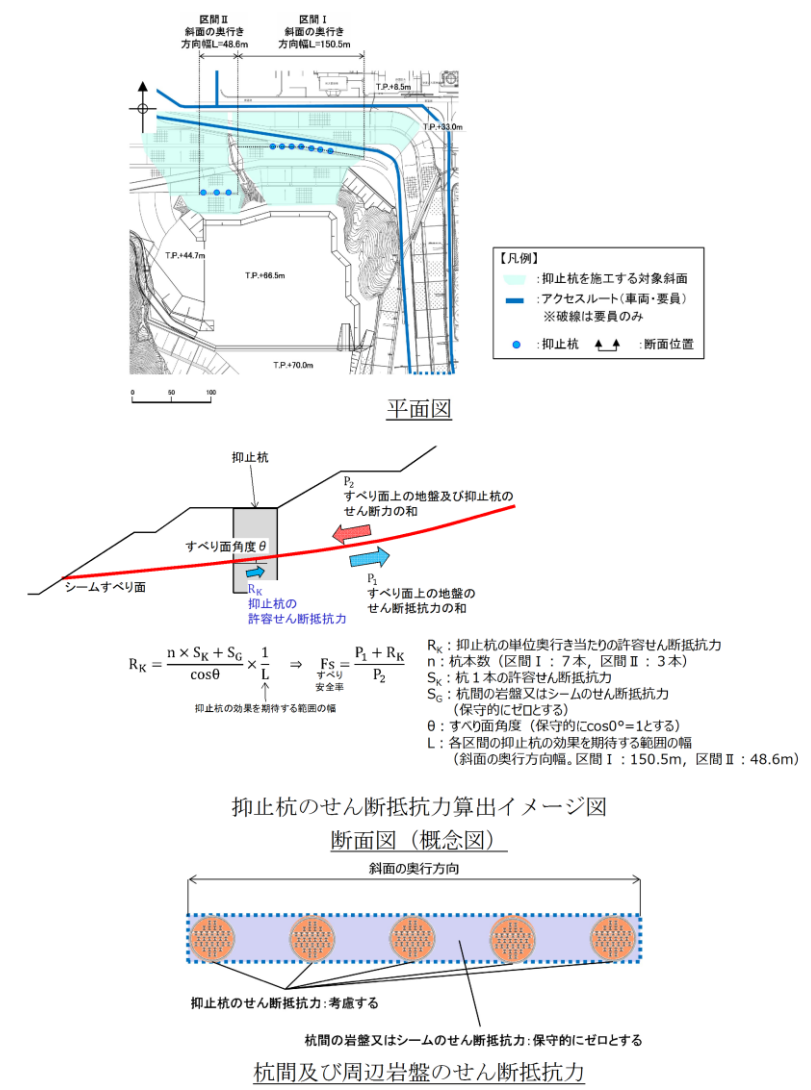 区間Ⅱ
斜面の奥行き
方向幅L=48.6m
区間Ⅰ
斜面の奥行き
方向幅L=150.5m
T.P.+8.5m
T.P.+33.0m
T.P.+44.7m
T.P.+66.5m
T.P.+70.0m
0 50 100
【凡例】
:抑止杭を施工する対象斜面
:アクセスルート(車両・要員)
※破線は要員のみ
:抑止杭
:断面位置
平面図
抑止杭
P₂
すべり面上の地盤及び抑止杭の
せん断力の和
すべり面角度θ
シームすべり面
R_K
抑止杭の
許容せん断抵抗力
P₁
すべり面上の地盤の
せん断抵抗力の和
R_K = (n × S_K + S_G)/cosθ × 1/L ⇒ Fs = (P₁ + R_K)/P₂
すべり
安全率
抑止杭の効果を期待する範囲の幅
R_K:抑止杭の単位奥行き当たりの許容せん断抵抗力
n:杭本数(区間Ⅰ:7本,区間Ⅱ:3本)
S_K:杭1本の許容せん断抵抗力
S_G:杭間の岩盤又はシームのせん断抵抗力
(保守的にゼロとする)
θ:すべり面角度(保守的にcos0°=1とする)
L:各区間の抑止杭の効果を期待する範囲の幅
(斜面の奥行方向幅。区間Ⅰ:150.5m,区間Ⅱ:48.6m)
抑止杭のせん断抵抗力算出イメージ図
断面図(概念図)
斜面の奥行方向
抑止杭のせん断抵抗力:考慮する
杭間の岩盤又はシームのせん断抵抗力:保守的にゼロとする
杭間及び周辺岩盤のせん断抵抗力